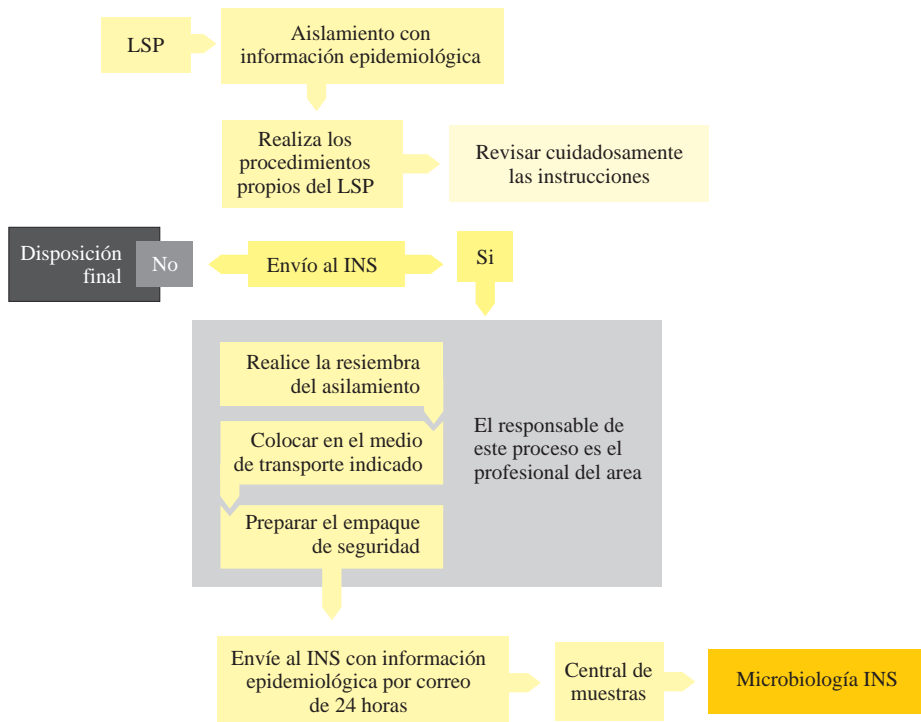 LSP
Aislamiento con
información epidemiológica
Realiza los
procedimientos
propios del LSP
Revisar cuidadosamente
las instrucciones
Disposición
final
No
Envío al INS
Si
Realice la resiembra
del asilamiento
Colocar en el medio
de transporte indicado
Preparar el empaque
de seguridad
El responsable de
este proceso es el
profesional del area
Envíe al INS con información
epidemiológica por correo
de 24 horas
Central de
muestras
Microbiología INS